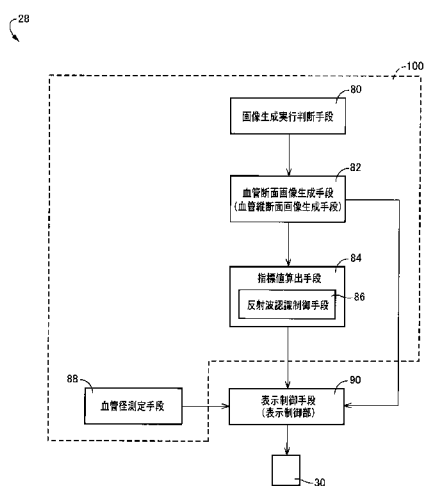 28
100
80
画像生成実行判断手段
82
血管断面画像生成手段
(血管縦断面画像生成手段)
84
指標値算出手段
86
反射波認識制御手段
88
血管径測定手段
90
表示制御手段
(表示制御部)
30